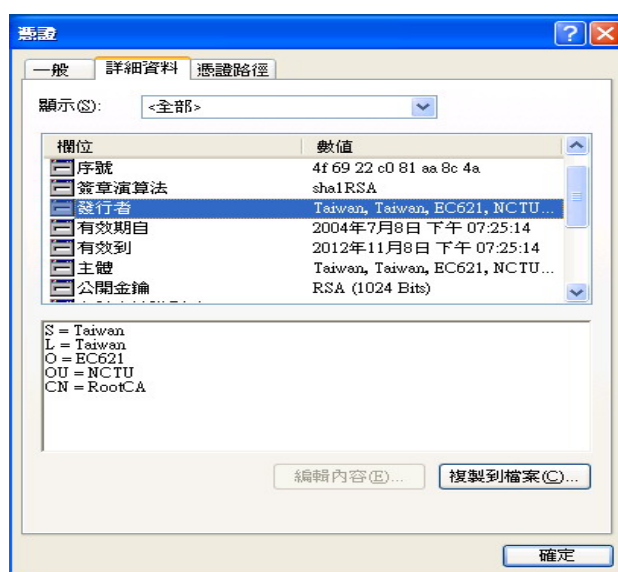 憑證
一般 詳細資料 憑證路徑
顯示(S): <全部>
欄位 數值
序號 4f 69 22 c0 81 aa 8c 4a
簽章演算法 sha1RSA
發行者 Taiwan, Taiwan, EC621, NCTU...
有效期自 2004年7月8日 下午 07:25:14
有效到 2012年11月8日 下午 07:25:14
主體 Taiwan, Taiwan, EC621, NCTU...
公開金鑰 RSA (1024 Bits)
S = Taiwan
L = Taiwan
O = EC621
OU = NCTU
CN = RootCA
編輯內容(E)... 複製到檔案(C)...
確定